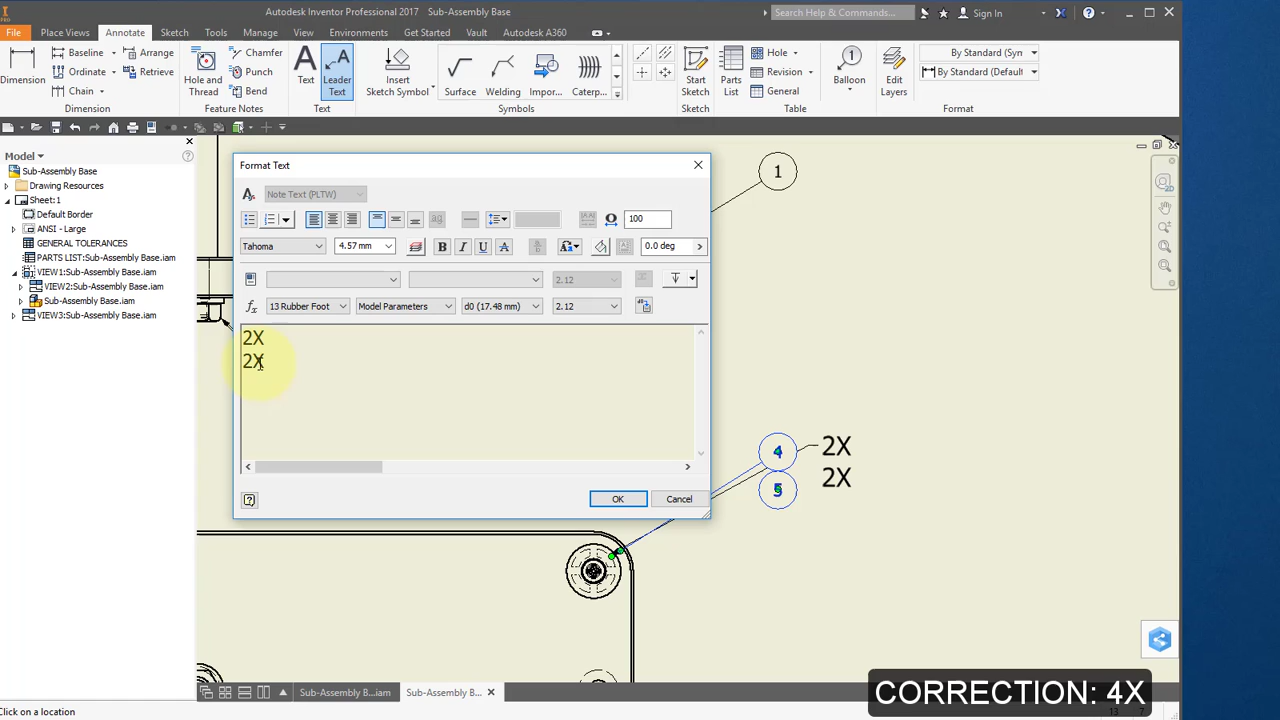 PRO
Autodesk Inventor Professional 2017 Sub-Assembly Base
Search Help & Commands...
Sign In
File Place Views Annotate Sketch Tools Manage View Environments Get Started Vault Autodesk A360
Dimension
Baseline
Ordinate
Chain
Arrange
Retrieve
Dimension
Hole and Thread
Chamfer
Punch
Bend
Feature Notes
Text
Leader Text
Text
Insert Sketch Symbol
Surface
Welding
Impor...
Caterp...
Symbols
Start Sketch
Sketch
Parts List
Hole
Revision
General
Table
Balloon
Edit Layers
By Standard (Syn
By Standard (Defaul
Format
Model
Sub-Assembly Base
Drawing Resources
Sheet:1
Default Border
ANSI - Large
GENERAL TOLERANCES
PARTS LIST:Sub-Assembly Base.iam
VIEW1:Sub-Assembly Base.iam
VIEW2:Sub-Assembly Base.iam
Sub-Assembly Base.iam
VIEW3:Sub-Assembly Base.iam
Format Text
Note Text (PLTW)
100
Tahoma 4.57 mm B I U A 0.0 deg
2.12
13 Rubber Foot Model Parameters d0 (17.48 mm) 2.12
2X
2X
OK Cancel
1
4 2X
5 2X
Sub-Assembly B...iam Sub-Assembly B...
Click on a location
13 7
CORRECTION: 4X